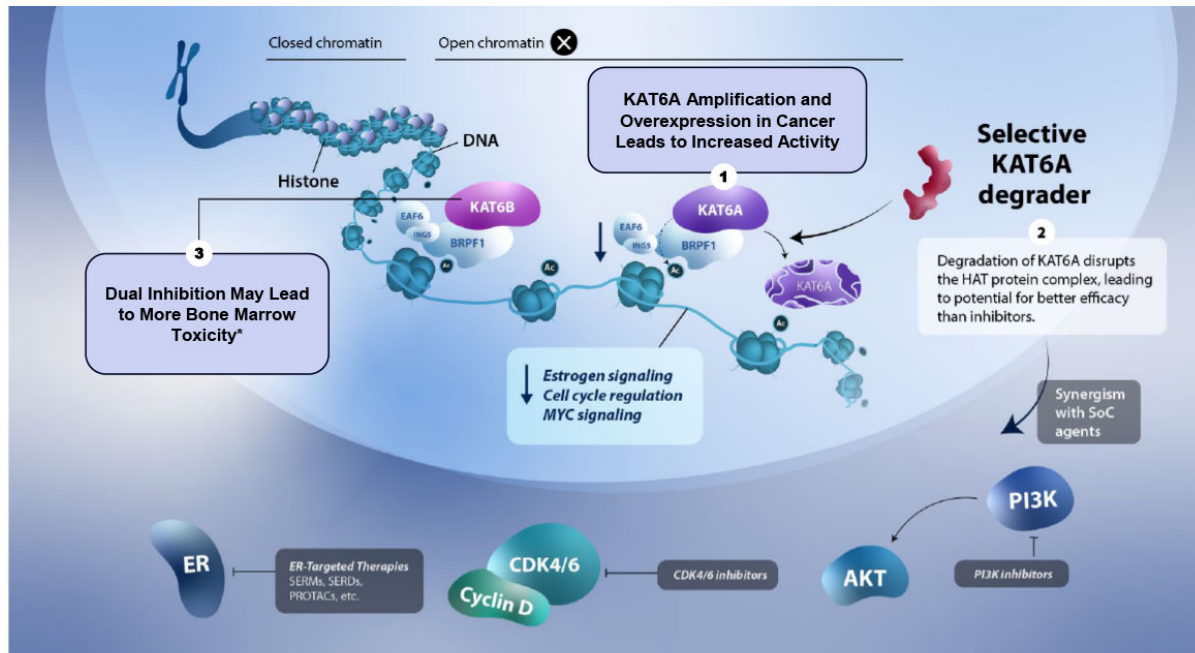 Closed chromatin
Open chromatin
KAT6A Amplification and
Overexpression in Cancer
Leads to Increased Activity
1
DNA
Histone
KAT6B
EAF6
ING5
BRPF1
Ac
Ac
KAT6A
EAF6
ING5
BRPF1
Ac
KAT6A
Ac
Selective
KAT6A
degrader
2
Degradation of KAT6A disrupts
the HAT protein complex, leading
to potential for better efficacy
than inhibitors.
3
Dual Inhibition May Lead
to More Bone Marrow
Toxicity*
Estrogen signaling
Cell cycle regulation
MYC signaling
Synergism
with SoC
agents
ER
ER-Targeted Therapies
SERMs, SERDs,
PROTACs, etc.
CDK4/6
Cyclin D
CDK4/6 inhibitors
AKT
PI3K
PI3K inhibitors